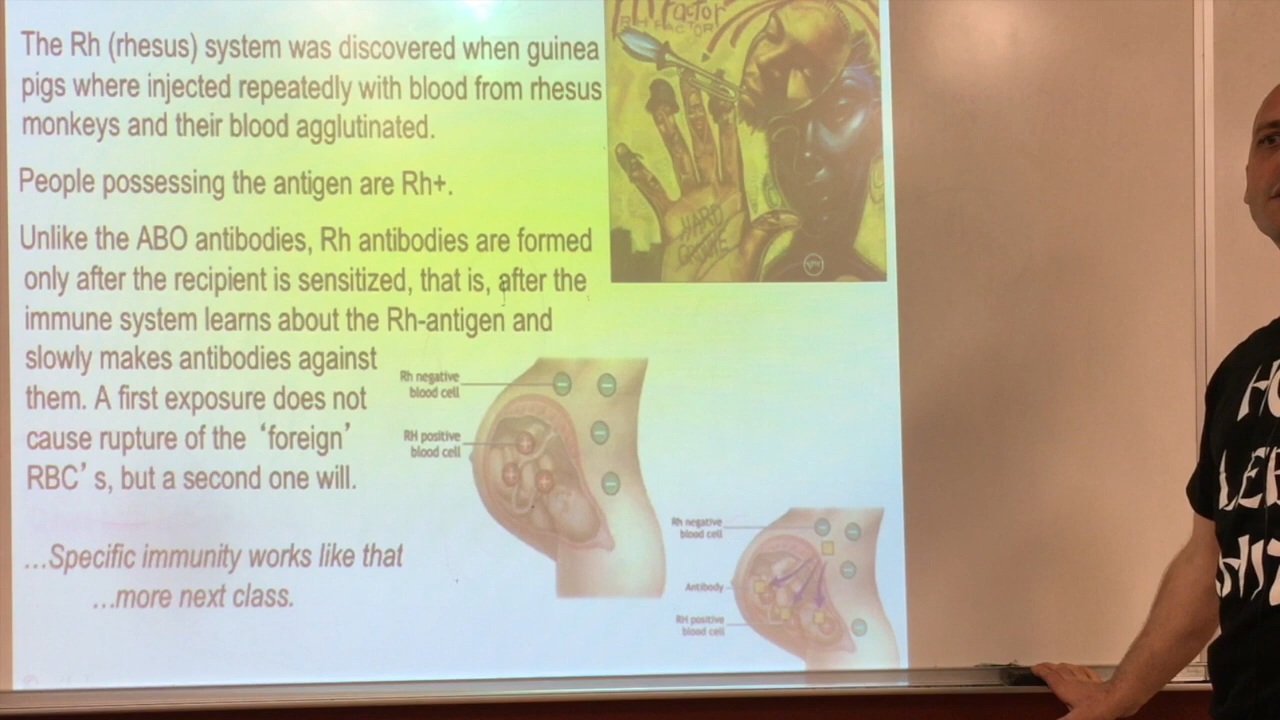 The Rh (rhesus) system was discovered when guinea
pigs where injected repeatedly with blood from rhesus
monkeys and their blood agglutinated.
People possessing the antigen are Rh+.
Unlike the ABO antibodies, Rh antibodies are formed
only after the recipient is sensitized, that is, after the
immune system learns about the Rh-antigen and
slowly makes antibodies against
them. A first exposure does not
cause rupture of the ‘foreign’
RBC’s, but a second one will.
...Specific immunity works like that
...more next class.
RH FACTOR
HARD
GROOVE
Rh negative
blood cell
RH positive
blood cell
Rh negative
blood cell
Antibody
RH positive
blood cell